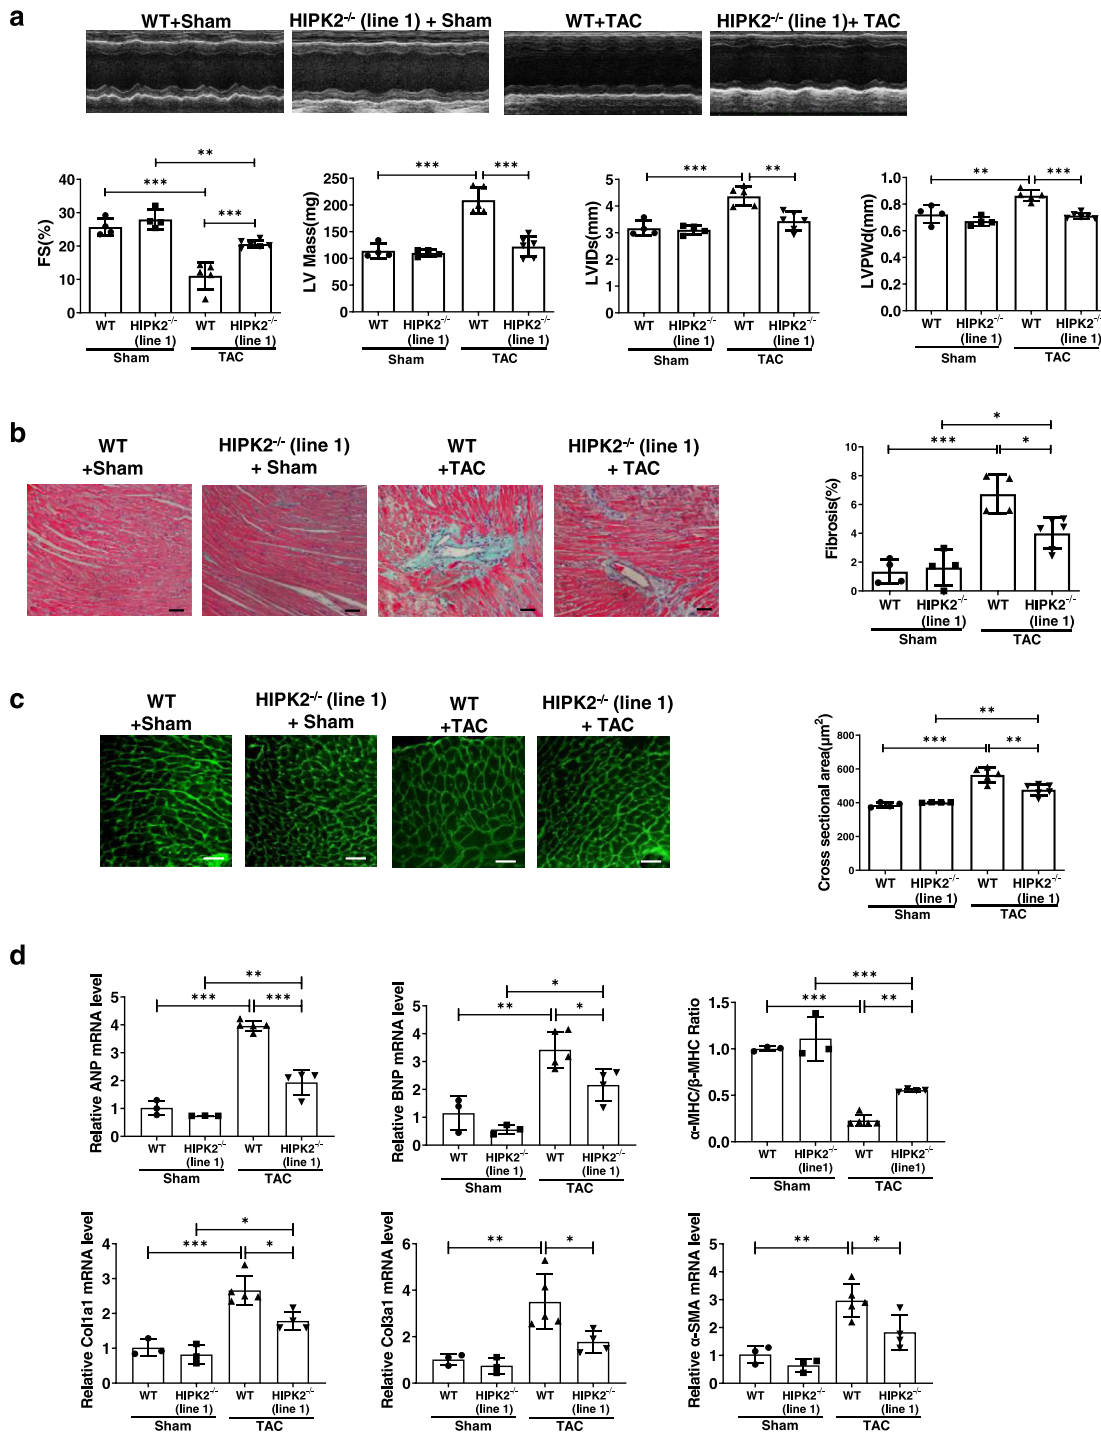 a
WT+Sham
HIPK2-/- (line 1) + Sham
WT+TAC
HIPK2-/- (line 1)+ TAC
FS(%)
40
30
20
10
0
***
**
***
WT
HIPK2-/-
(line 1)
WT
HIPK2-/-
(line 1)
Sham
TAC
LV Mass(mg)
250
200
150
100
50
0
***
***
WT
HIPK2-/-
(line 1)
WT
HIPK2-/-
(line 1)
Sham
TAC
LVIDs(mm)
5
4
3
2
1
0
***
**
WT
HIPK2-/-
(line 1)
WT
HIPK2-/-
(line 1)
Sham
TAC
LVPWd(mm)
1.0
0.8
0.6
0.4
0.2
0.0
**
***
WT
HIPK2-/-
(line 1)
WT
HIPK2-/-
(line 1)
Sham
TAC
b
WT
+Sham
HIPK2-/- (line 1)
+ Sham
WT
+TAC
HIPK2-/- (line 1)
+ TAC
Fibrosis(%)
10
8
6
4
2
0
*
***
*
WT
HIPK2-/-
(line 1)
WT
HIPK2-/-
(line 1)
Sham
TAC
c
WT
+Sham
HIPK2-/- (line 1)
+ Sham
WT
+TAC
HIPK2-/- (line 1)
+ TAC
Cross sectional area(μm2)
800
600
400
200
0
**
***
**
WT
HIPK2-/-
(line 1)
WT
HIPK2-/-
(line 1)
Sham
TAC
d
Relative ANP mRNA level
5
4
3
2
1
0
**
***
***
WT
HIPK2-/-
(line 1)
WT
HIPK2-/-
(line 1)
Sham
TAC
Relative BNP mRNA level
5
4
3
2
1
0
*
**
*
WT
HIPK2-/-
(line 1)
WT
HIPK2-/-
(line 1)
Sham
TAC
α-MHC/β-MHC Ratio
1.5
1.0
0.5
0.0
***
***
**
WT
HIPK2-/-
(line1)
WT
HIPK2-/-
(line1)
Sham
TAC
Relative Col1a1 mRNA level
4
3
2
1
0
*
***
*
WT
HIPK2-/-
(line 1)
WT
HIPK2-/-
(line 1)
Sham
TAC
Relative Col3a1 mRNA level
6
4
2
0
**
*
WT
HIPK2-/-
(line 1)
WT
HIPK2-/-
(line 1)
Sham
TAC
Relative α-SMA mRNA level
5
4
3
2
1
0
**
*
WT
HIPK2-/-
(line 1)
WT
HIPK2-/-
(line 1)
Sham
TAC